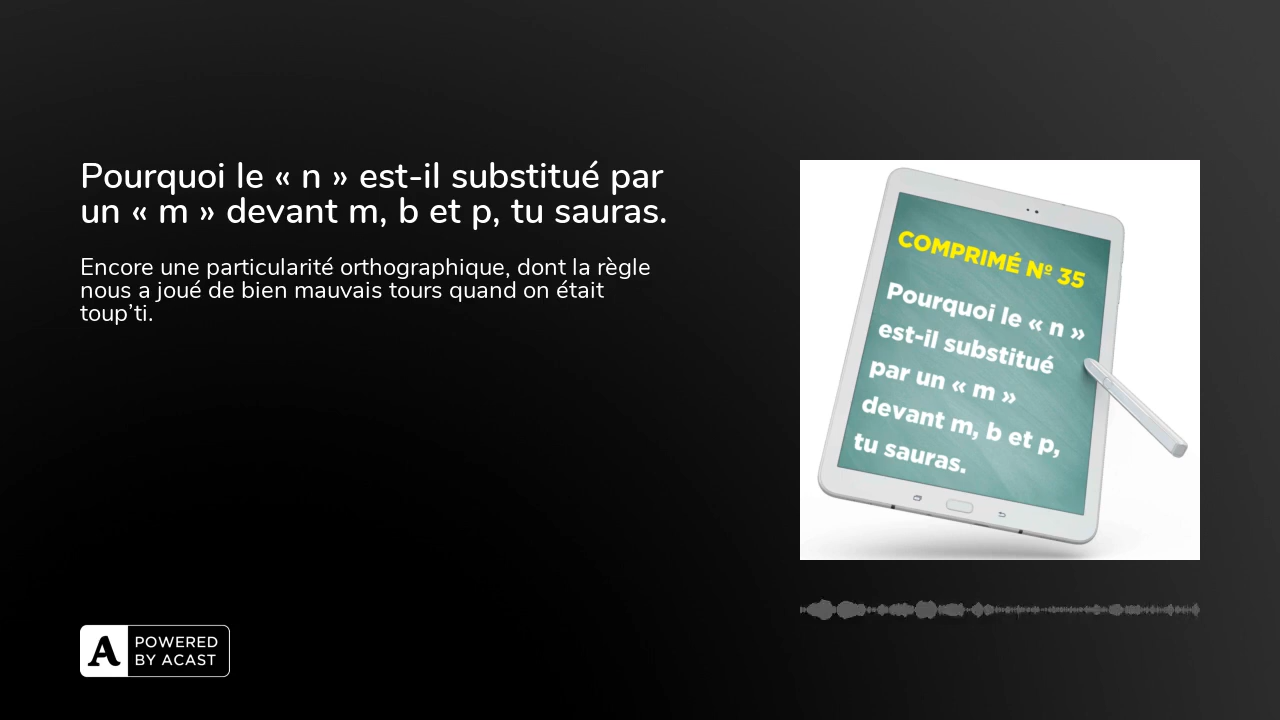 Pourquoi le « n » est-il substitué par
un « m » devant m, b et p, tu sauras.
Encore une particularité orthographique, dont la règle
nous a joué de bien mauvais tours quand on était
toup'ti.
COMPRIMÉ Nº 35
Pourquoi le « n »
est-il substitué
par un « m »
devant m, b et p,
tu sauras.
A
POWERED
BY ACAST